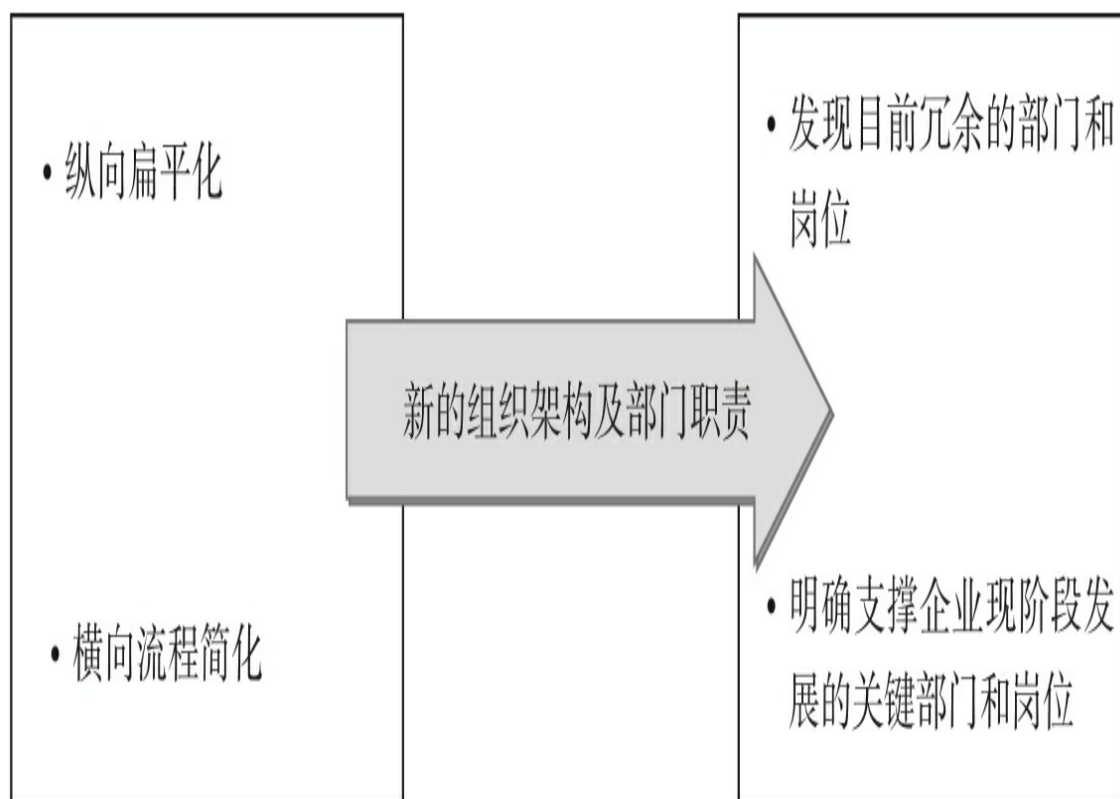 • 纵向扁平化
• 横向流程简化
新的组织架构及部门职责
• 发现目前冗余的部门和
岗位
• 明确支撑企业现阶段发
展的关键部门和岗位